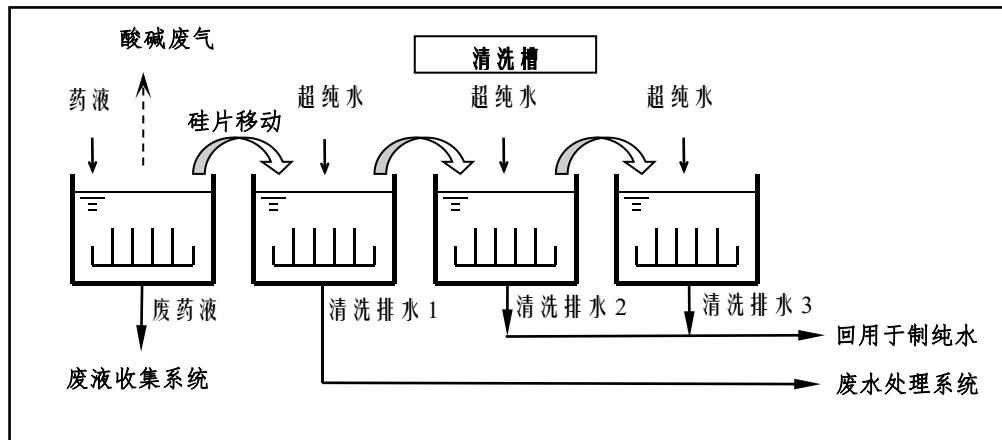 酸碱废气
清洗槽
药液
超纯水
超纯水
超纯水
硅片移动
废药液
清洗排水1
清洗排水2
清洗排水3
回用于制纯水
废液收集系统
废水处理系统